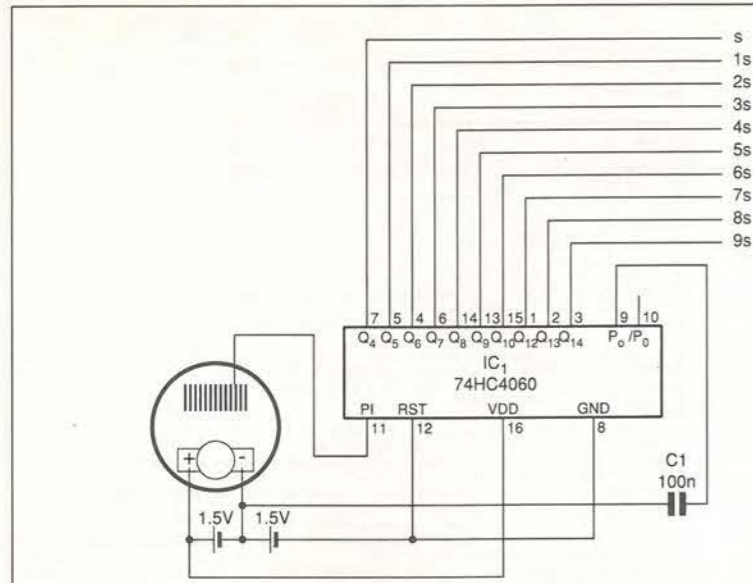 s
1s
2s
3s
4s
5s
6s
7s
8s
9s
7 5 4 6 14 13 15 1 2 3 9 10
Q4 Q5 Q6 Q7 Q8 Q9 Q10 Q12 Q13 Q14 Po /P0
IC1
74HC4060
PI RST VDD GND
11 12 16 8
+ -
C1
100n
1.5V 1.5V